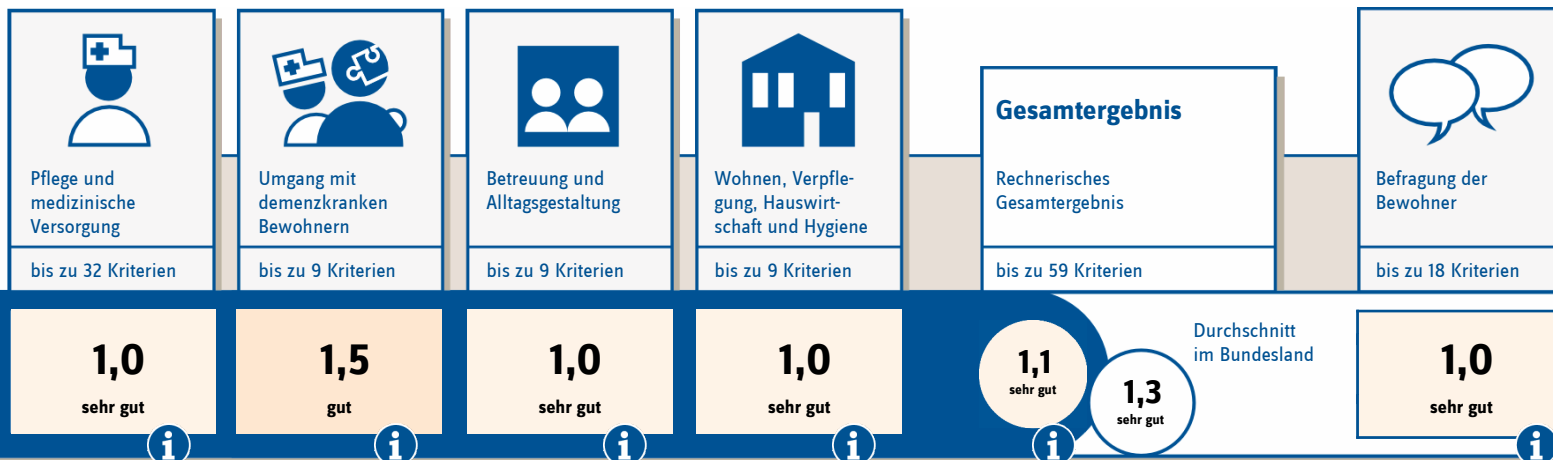 Pflege und
medizinische
Versorgung
bis zu 32 Kriterien
1,0
sehr gut
i
Umgang mit
demenzkranken
Bewohnern
bis zu 9 Kriterien
1,5
gut
i
Betreuung und
Alltagsgestaltung
bis zu 9 Kriterien
1,0
sehr gut
i
Wohnen, Verpfle-
gung, Hauswirt-
schaft und Hygiene
bis zu 9 Kriterien
1,0
sehr gut
i
Gesamtergebnis
Rechnerisches
Gesamtergebnis
bis zu 59 Kriterien
1,1
sehr gut
i
Durchschnitt
im Bundesland
1,3
sehr gut
Befragung der
Bewohner
bis zu 18 Kriterien
1,0
sehr gut
i